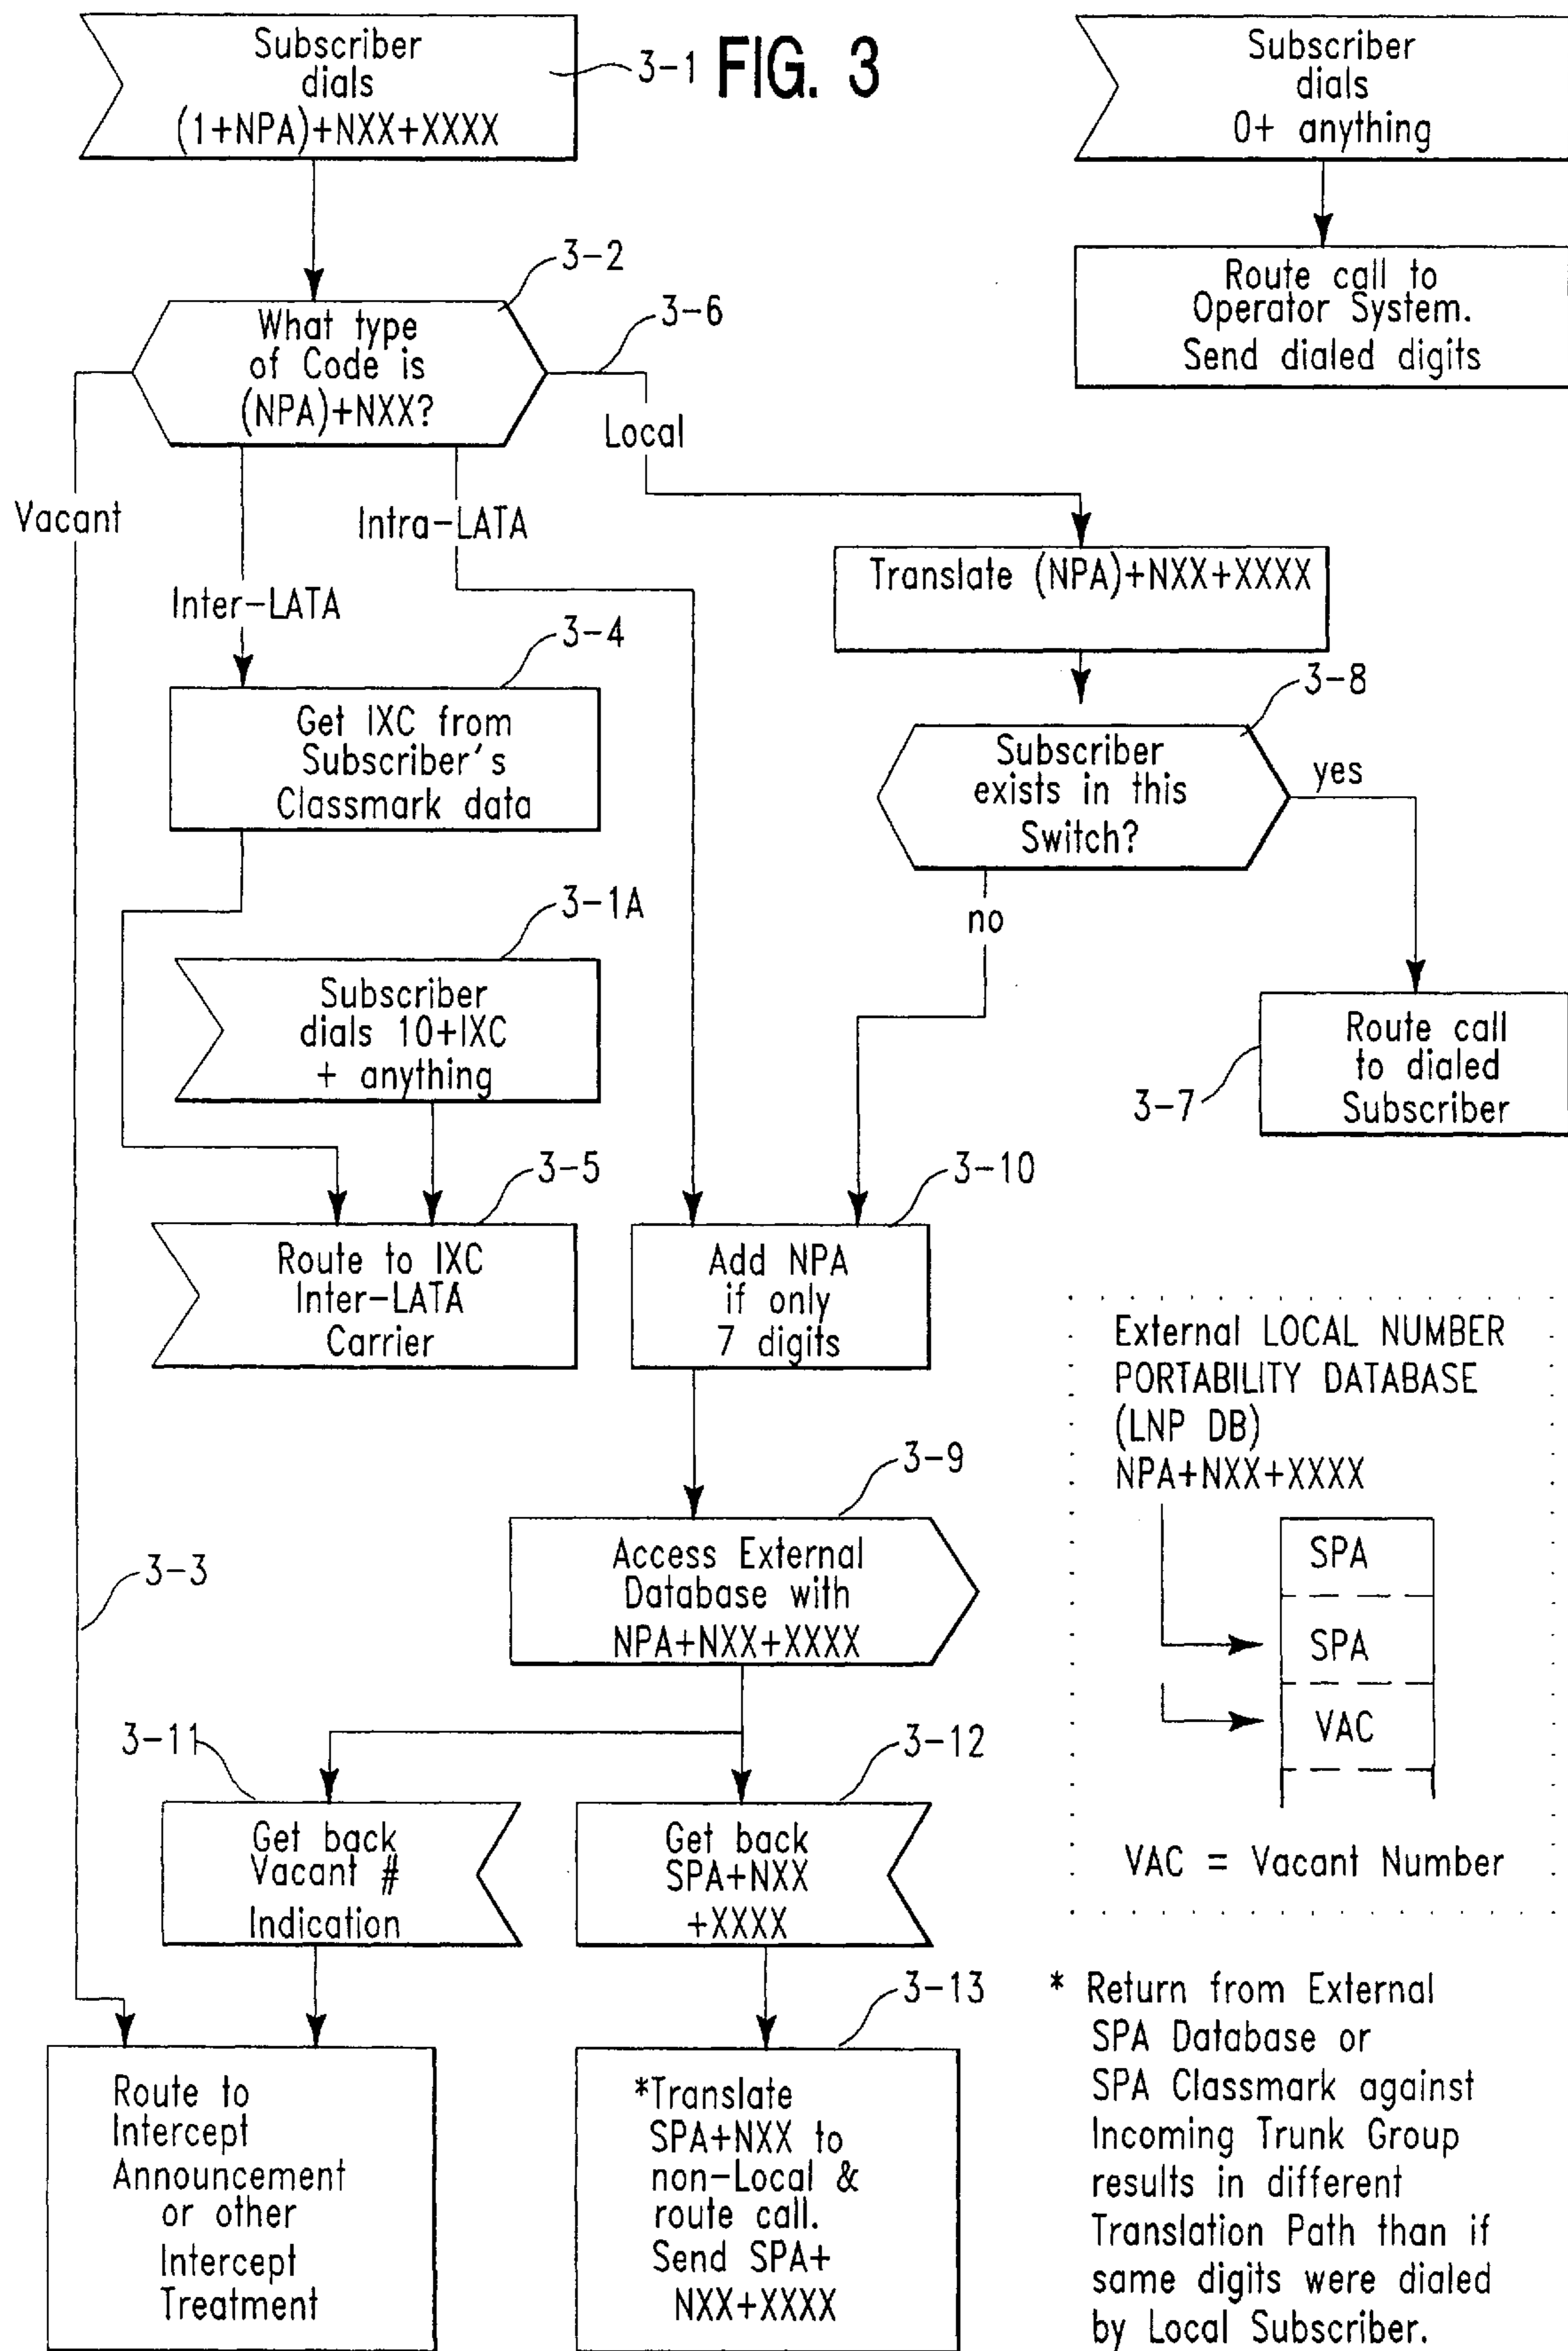 FIG. 3
Subscriber
dials
(1+NPA)+NXX+XXXX
3-1
Subscriber
dials
0+ anything
Route call to
Operator System.
Send dialed digits
3-2
What type
of Code is
(NPA)+NXX?
3-6
Local
Vacant
Intra-LATA
Inter-LATA
Translate (NPA)+NXX+XXXX
3-4
Get IXC from
Subscriber's
Classmark data
3-8
Subscriber
exists in this
Switch?
yes
no
3-1A
Subscriber
dials 10+IXC
+ anything
Route call
to dialed
Subscriber
3-7
3-5
Route to IXC
Inter-LATA
Carrier
3-10
Add NPA
if only
7 digits
External LOCAL NUMBER
PORTABILITY DATABASE
(LNP DB)
NPA+NXX+XXXX
SPA
SPA
VAC
VAC = Vacant Number
3-9
Access External
Database with
NPA+NXX+XXXX
3-3
3-11
Get back
Vacant #
Indication
3-12
Get back
SPA+NXX
+XXXX
3-13
Route to
Intercept
Announcement
or other
Intercept
Treatment
*Translate
SPA+NXX to
non-Local &
route call.
Send SPA+
NXX+XXXX
* Return from External
SPA Database or
SPA Classmark against
Incoming Trunk Group
results in different
Translation Path than if
same digits were dialed
by Local Subscriber.